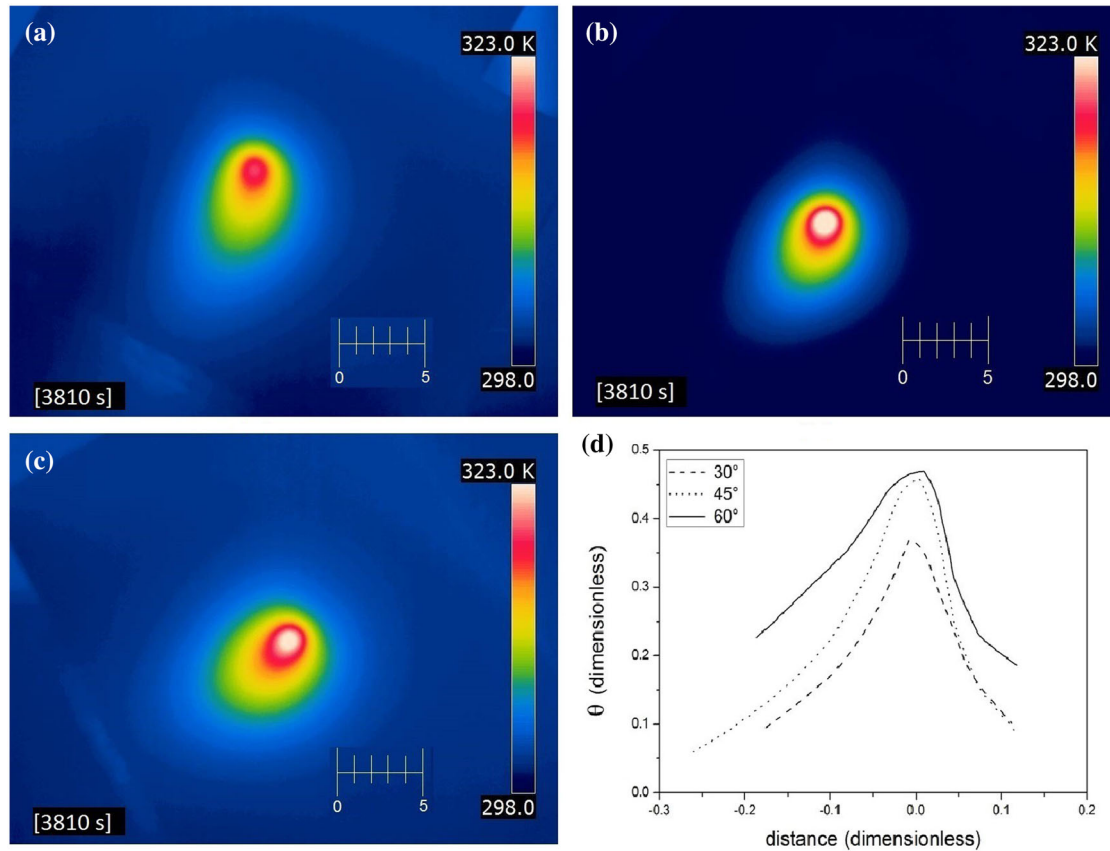 (a)
323.0 K
298.0
0 5
[3810 s]
(b)
323.0 K
298.0
0 5
[3810 s]
(c)
323.0 K
298.0
0 5
[3810 s]
(d)
30°
45°
60°
0.5
0.4
0.3
0.2
0.1
0.0
θ (dimensionless)
-0.3 -0.2 -0.1 0.0 0.1 0.2
distance (dimensionless)